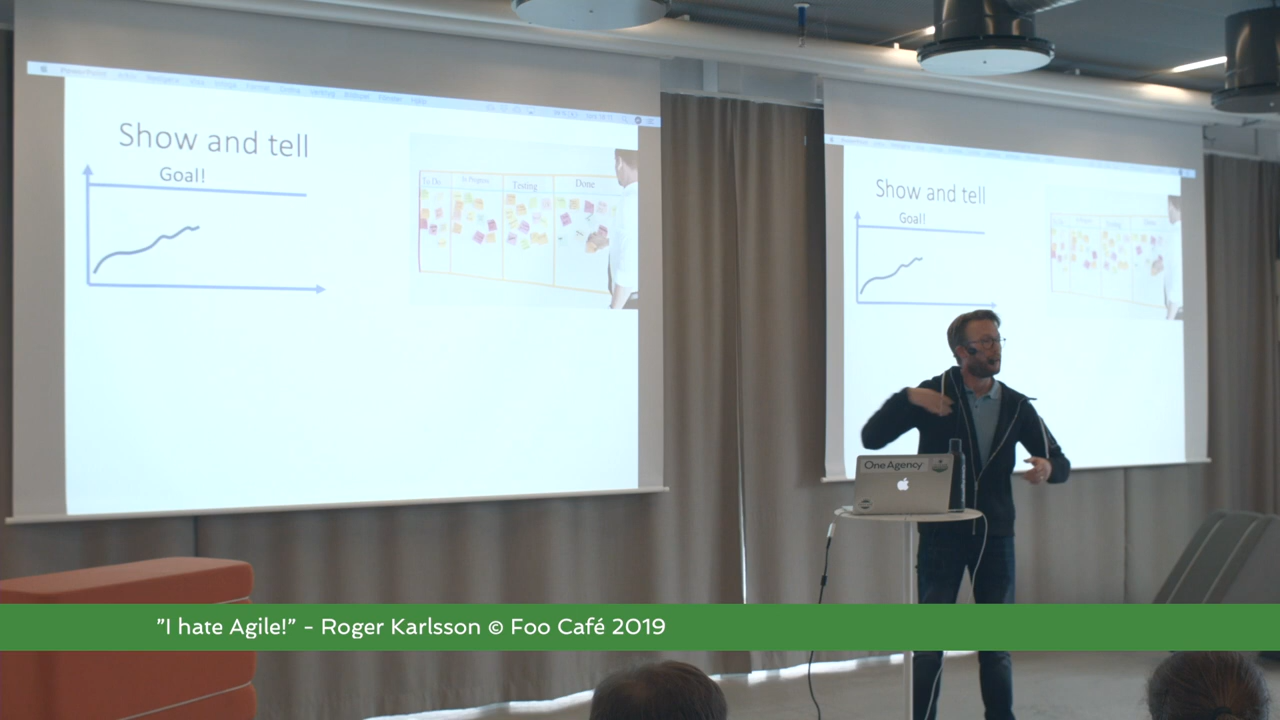 Show and tell
Goal!
To Do
In Progress
Testing
Done
Show and tell
Goal!
One Agency
”I hate Agile!” - Roger Karlsson © Foo Café 2019